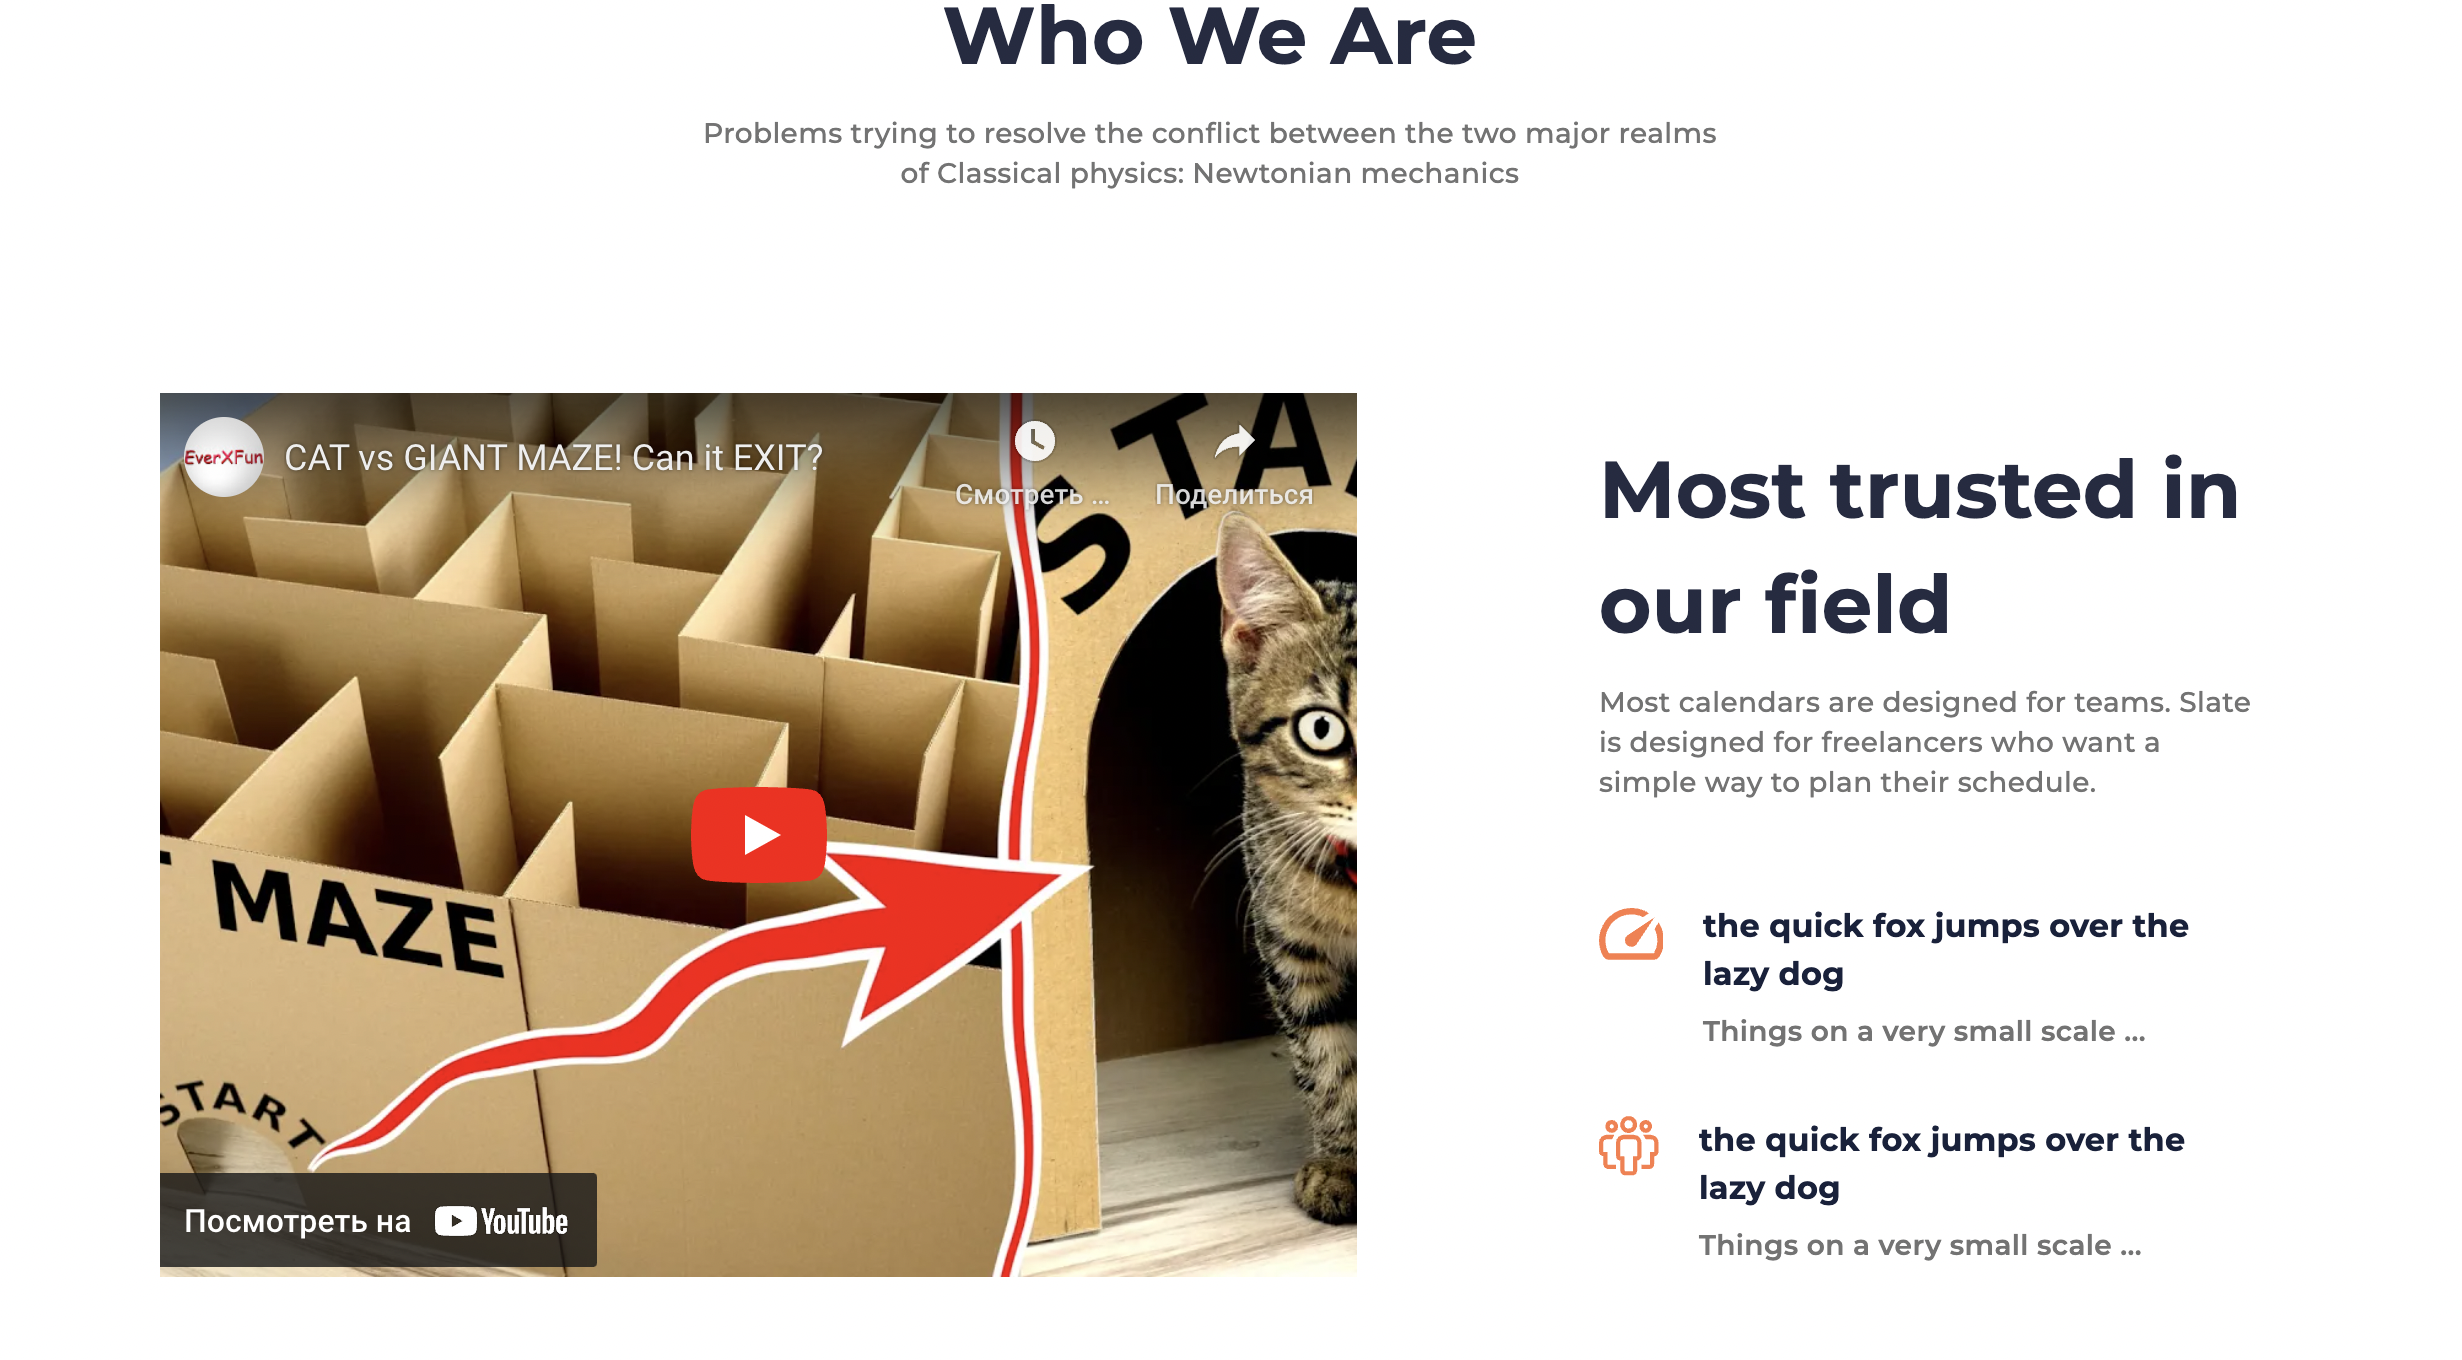 Who We Are
Problems trying to resolve the conflict between the two major realms
of Classical physics: Newtonian mechanics
EverXFun
CAT vs GIANT MAZE! Can it EXIT?
Смотреть ...
Поделиться
STA
MAZE
START
Посмотреть на YouTube
Most trusted in
our field
Most calendars are designed for teams. Slate
is designed for freelancers who want a
simple way to plan their schedule.
the quick fox jumps over the
lazy dog
Things on a very small scale ...
the quick fox jumps over the
lazy dog
Things on a very small scale ...